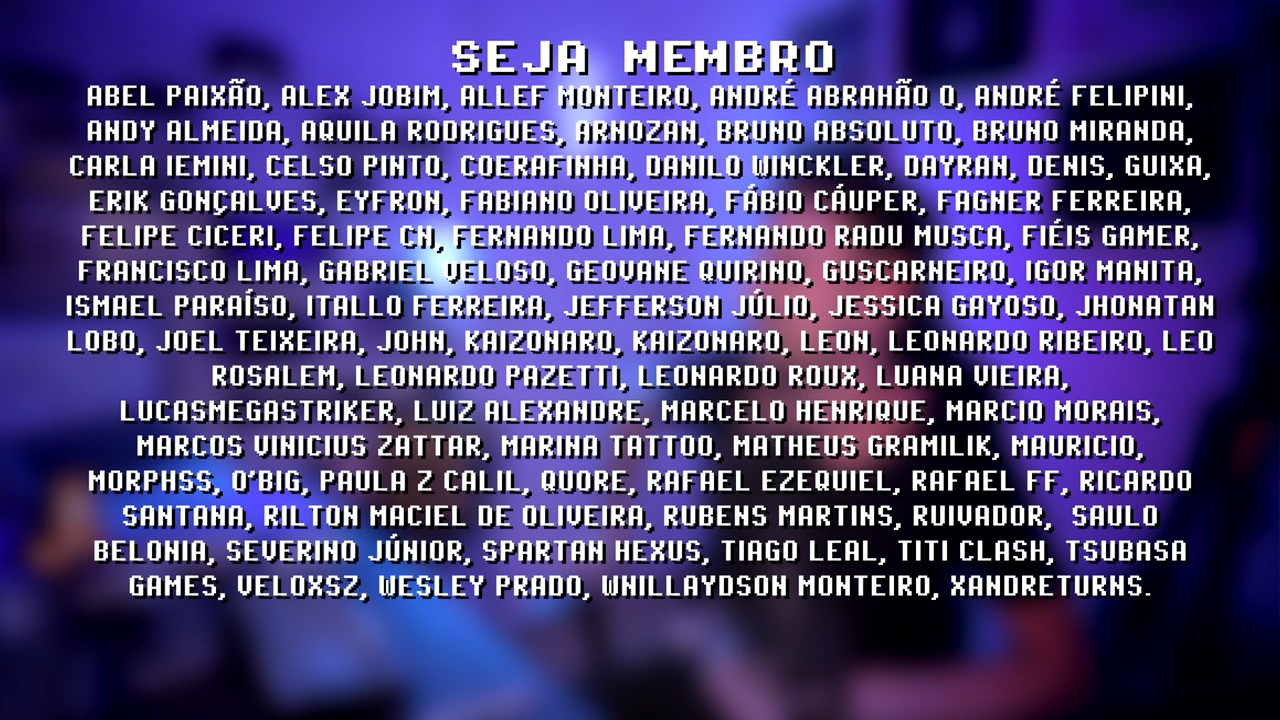 SEJA MEMBRO
ABEL PAIXÃO, ALEX JOBIM, ALLEF MONTEIRO, ANDRÉ ABRAHÃO O, ANDRÉ FELIPINI,
ANDY ALMEIDA, AQUILA RODRIGUES, ARNOZAN, BRUNO ABSOLUTO, BRUNO MIRANDA,
CARLA IEMINI, CELSO PINTO, COERAFINHA, DANILO WINCKLER, DAYRAN, DENIS, GUIXA,
ERIK GONÇALVES, EYFRON, FABIANO OLIVEIRA, FÁBIO CÁUPER, FAGNER FERREIRA,
FELIPE CICERI, FELIPE CN, FERNANDO LIMA, FERNANDO RADU MUSCA, FIÉIS GAMER,
FRANCISCO LIMA, GABRIEL VELOSO, GEOVANE QUIRINO, GUSCARNEIRO, IGOR MANITA,
ISMAEL PARAÍSO, ITALLO FERREIRA, JEFFERSON JÚLIO, JESSICA GAYOSO, JHONATAN
LOBO, JOEL TEIXEIRA, JOHN, KAIZONARO, KAIZONARO, LEON, LEONARDO RIBEIRO, LEO
ROSALEM, LEONARDO PAZETTI, LEONARDO ROUX, LUANA VIEIRA,
LUCASMEGASTRIKER, LUIZ ALEXANDRE, MARCELO HENRIQUE, MARCIO MORAIS,
MARCOS VINICIUS ZATTAR, MARINA TATTOO, MATHEUS GRAMILIK, MAURICIO,
MORPHSS, O'BIG, PAULA Z CALIL, QUORE, RAFAEL EZEQUIEL, RAFAEL FF, RICARDO
SANTANA, RILTON MACIEL DE OLIVEIRA, RUBENS MARTINS, RUIVADOR, SAULO
BELONIA, SEVERINO JÚNIOR, SPARTAN HEXUS, TIAGO LEAL, TITI CLASH, TSUBASA
GAMES, VELOXSZ, WESLEY PRADO, WNILLAYDSON MONTEIRO, XANDRETURNS.